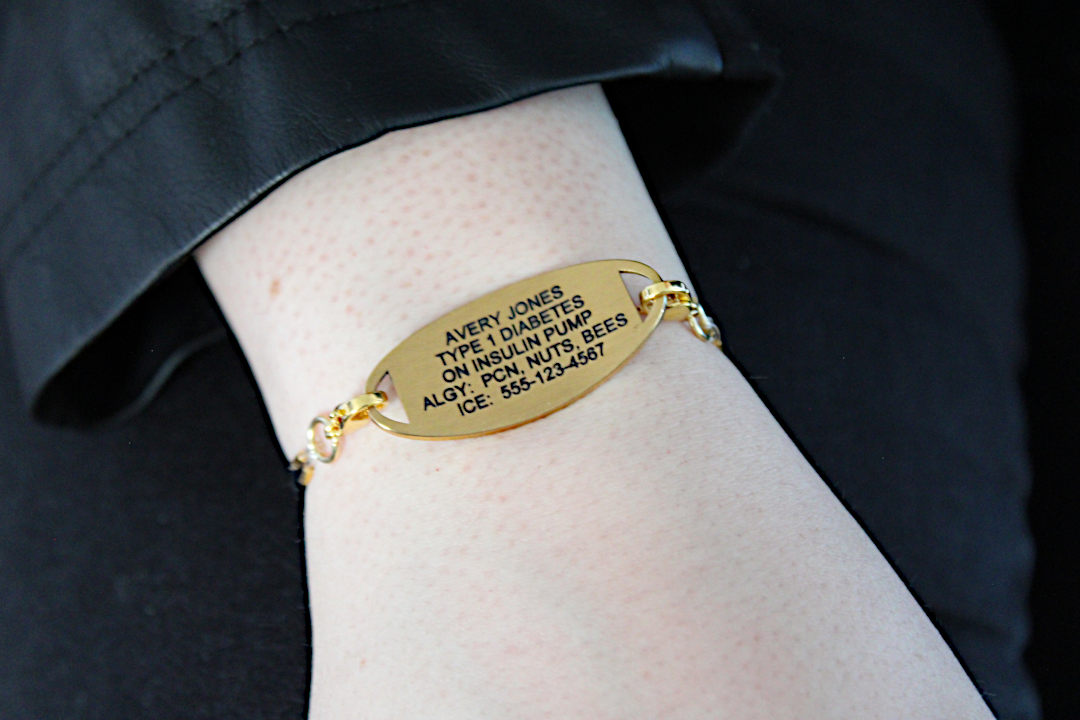 AVERY JONES
TYPE 1 DIABETES
ON INSULIN PUMP
ALGY: PCN, NUTS, BEES
ICE: 555-123-4567